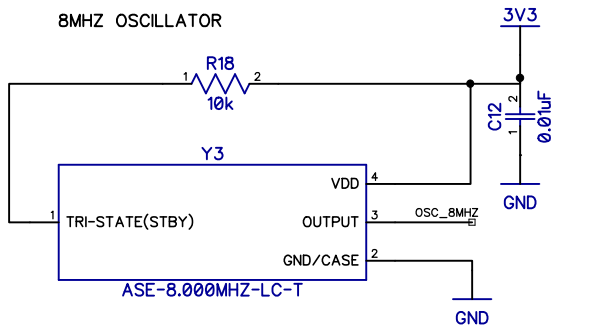 3V3
8MHZ OSCILLATOR
R18
1 2
10k
C12
2
1
0.01uF
GND
Y3
VDD 4
1 TRI-STATE(STBY)
OUTPUT 3
OSC_8MHZ
GND/CASE 2
ASE-8.000MHZ-LC-T
GND